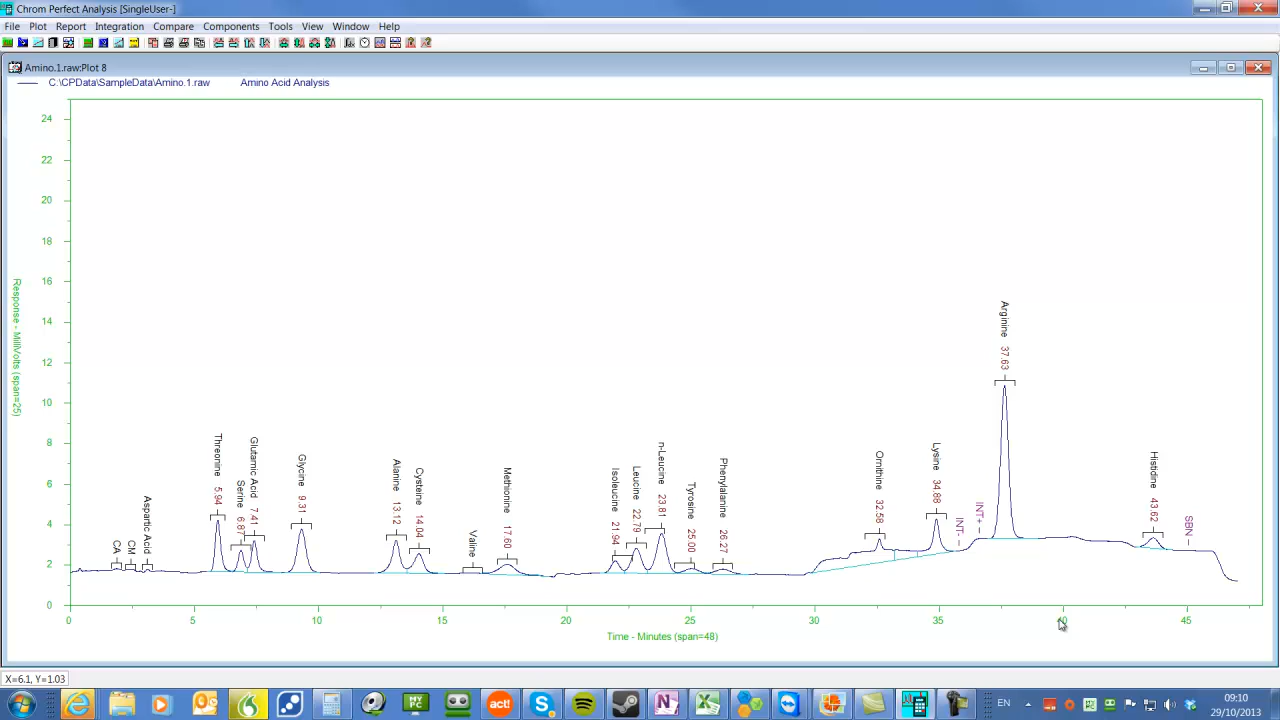 Chrom Perfect Analysis [SingleUser-]
File Plot Report Integration Compare Components Tools View Window Help
Amino.1.raw:Plot 8
C:\CPData\SampleData\Amino.1.raw Amino Acid Analysis
24
22
20
18
16
14
12
10
8
6
4
2
0
Response - MilliVolts (span=25)
CA
CM
Aspartic Acid
Threonine 5.94
Serine 6.87
Glutamic Acid 7.41
Glycine 9.31
Alanine 13.12
Cysteine 14.04
Valine
Methionine 17.60
Isoleucine 21.94
Leucine 22.79
n-Leucine 23.81
Tyrosine 25.00
Phenylalanine 26.27
Ornithine 32.58
Lysine 34.88
INT-
INT+
Arginine 37.63
Histidine 43.62
SBN
0 5 10 15 20 25 30 35 40 45
Time - Minutes (span=48)
X=6.1, Y=1.03
MY PC
act!
EN
09:10
29/10/2013